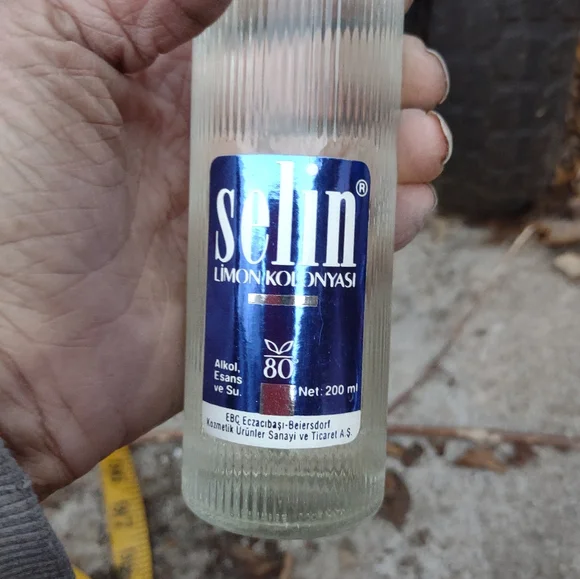 selin®
LİMON KOLONYASI
80°
Alkol,
Esans
ve Su.
Net: 200 ml
EBC Eczacıbaşı-Beiersdorf
Kozmetik Ürünler Sanayi ve Ticaret A.Ş.